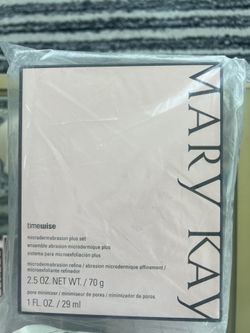 MARY KAY
timewise
microdermabrasion plus set
ensemble abrasion microdermique plus
sistema para microexfoliación plus
microdermabrasion refine / abrasion microdermique affinement /
microexfoliante refinador
2.5 OZ. NET WT. / 70 g
pore minimizer / minimiseur de pores / minimizador de poros
1 FL. OZ. / 29 ml